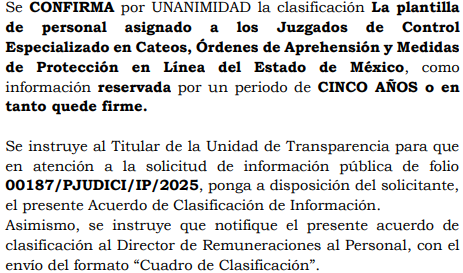 Se CONFIRMA por UNANIMIDAD la clasificación La plantilla
de personal asignado a los Juzgados de Control
Especializado en Cateos, Órdenes de Aprehensión y Medidas
de Protección en Línea del Estado de México, como
información reservada por un periodo de CINCO AÑOS o en
tanto quede firme.
Se instruye al Titular de la Unidad de Transparencia para que
en atención a la solicitud de información pública de folio
00187/PJUDICI/IP/2025, ponga a disposición del solicitante,
el presente Acuerdo de Clasificación de Información.
Asimismo, se instruye que notifique el presente acuerdo de
clasificación al Director de Remuneraciones al Personal, con el
envío del formato “Cuadro de Clasificación”.